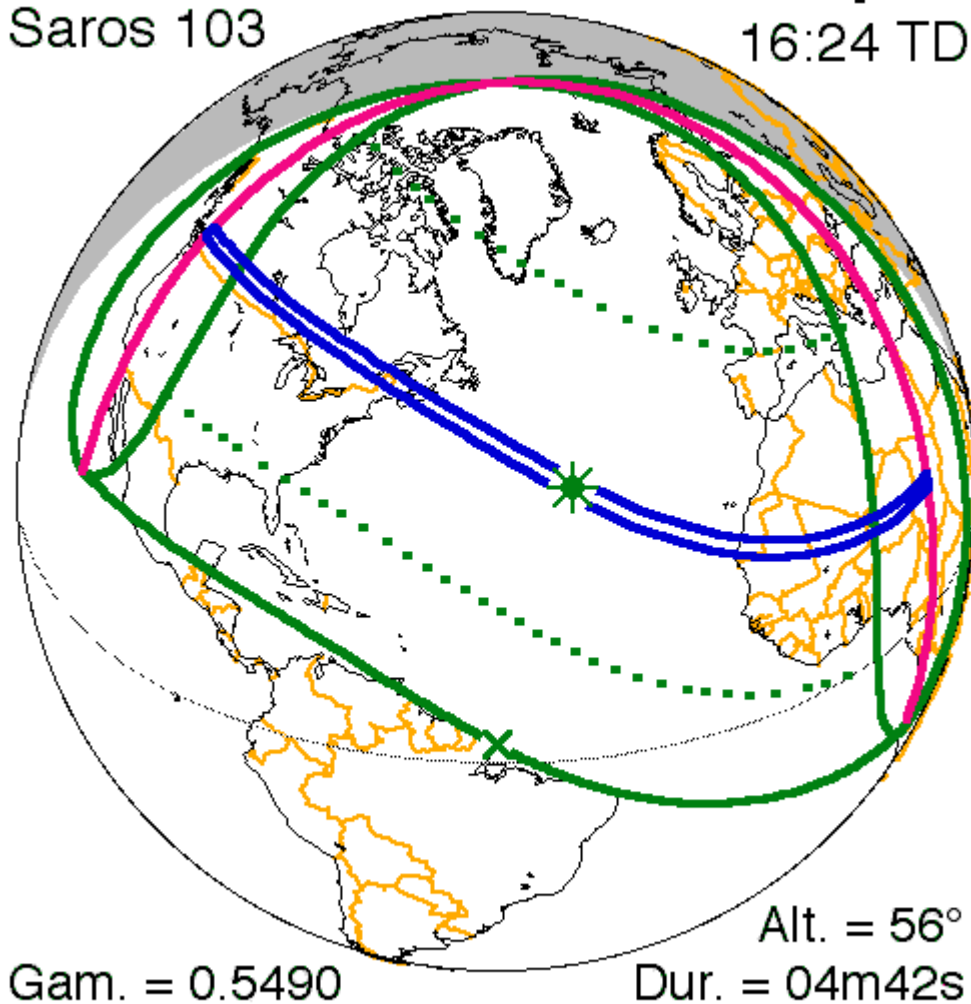 Saros 103
16:24 TD
Alt. = 56°
Gam. = 0.5490
Dur. = 04m42s